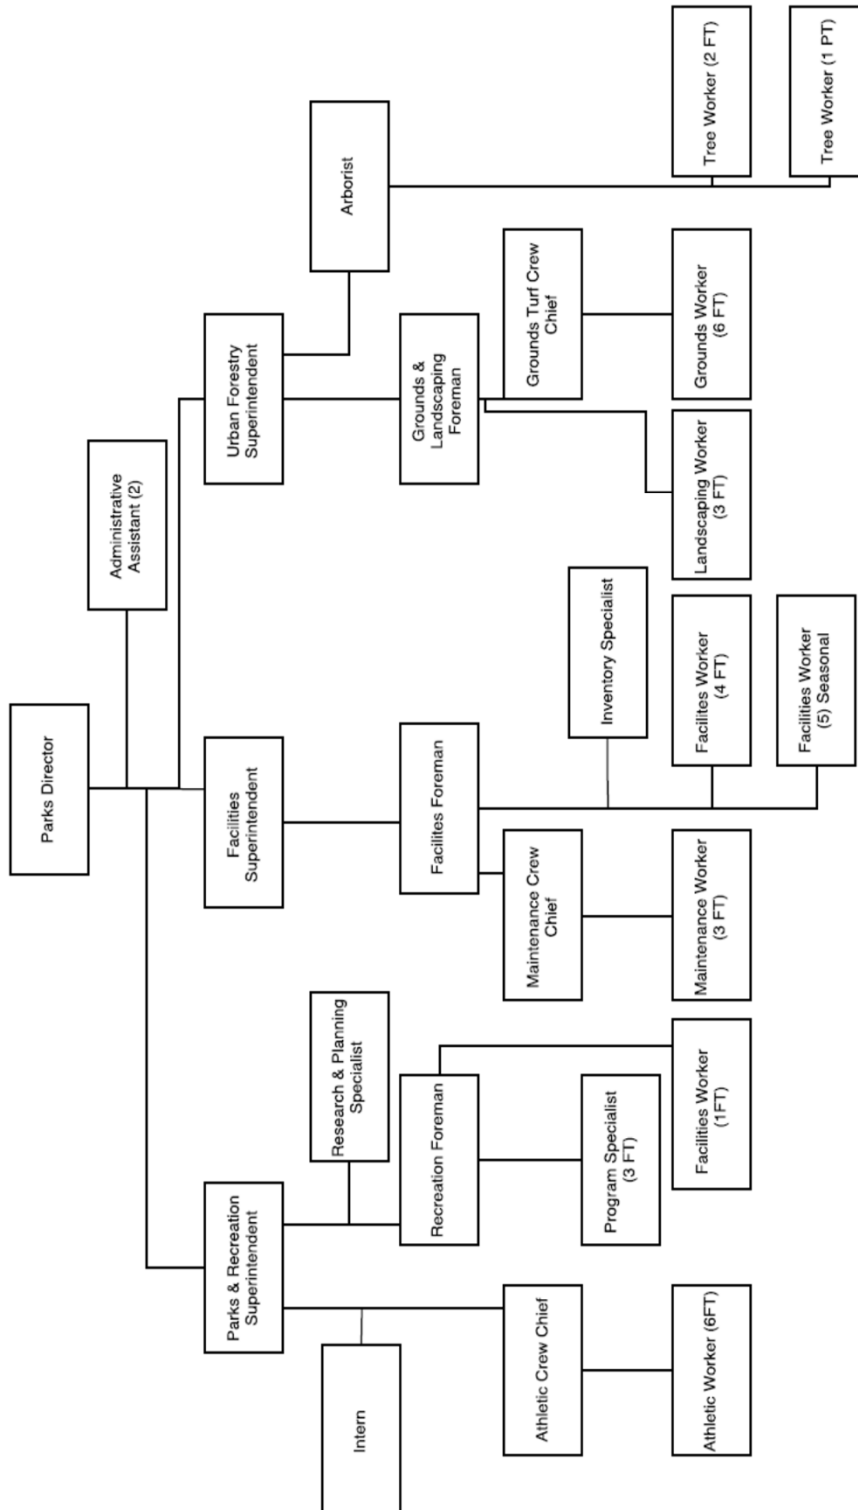 Parks Director
Administrative
Assistant (2)
Parks & Recreation
Superintendent
Facilities
Superintendent
Urban Forestry
Superintendent
Intern
Research & Planning
Specialist
Arborist
Recreation Foreman
Facilites Foreman
Grounds &
Landscaping
Foreman
Athletic Crew Chief
Maintenance Crew
Chief
Grounds Turf Crew
Chief
Program Specialist
(3 FT)
Inventory Specialist
Athletic Worker (6FT)
Facilities Worker
(1FT)
Maintenance Worker
(3 FT)
Facilites Worker
(4 FT)
Landscaping Worker
(3 FT)
Grounds Worker
(6 FT)
Tree Worker (2 FT)
Facilities Worker
(5) Seasonal
Tree Worker (1 PT)